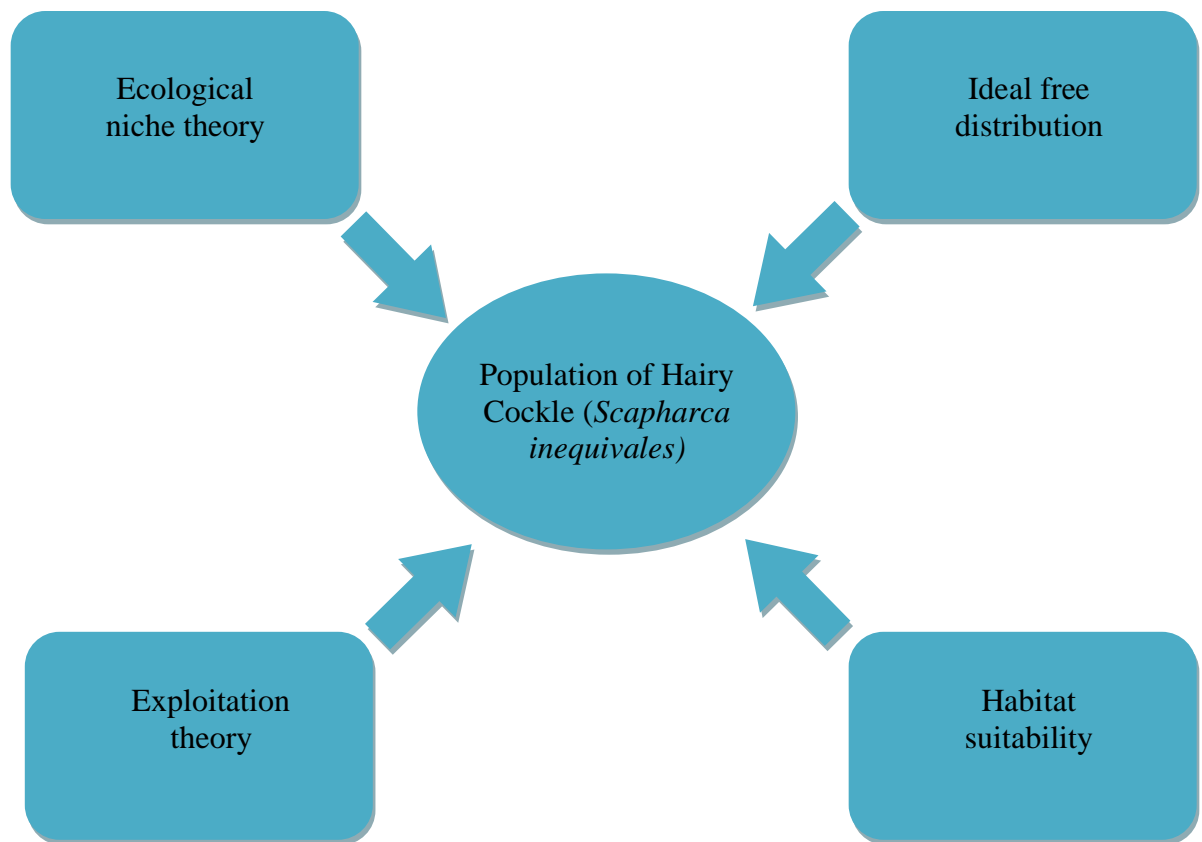 Ecological
niche theory
Ideal free
distribution
Population of Hairy
Cockle (Scapharca
inequivales)
Exploitation
theory
Habitat
suitability